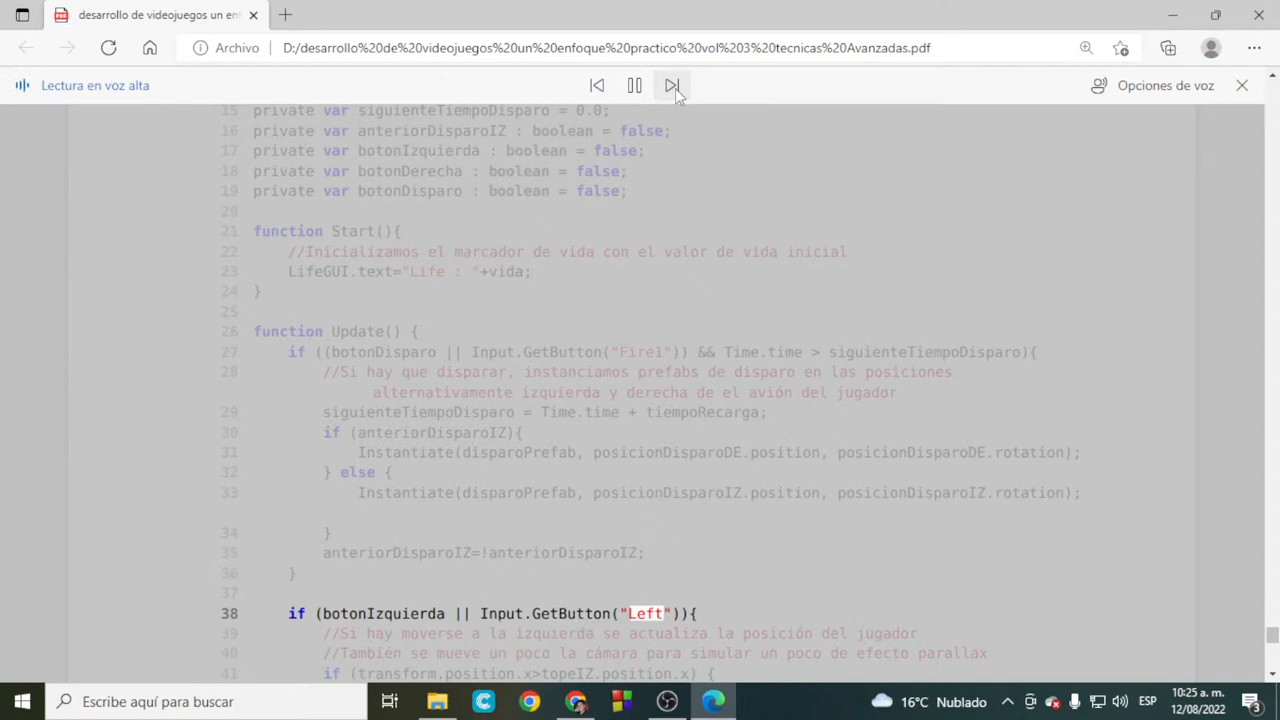 desarrollo de videojuegos un en
Archivo
D:/desarrollo%20de%20videojuegos%20un%20enfoque%20practico%20vol%203%20tecnicas%20Avanzadas.pdf
Lectura en voz alta
Opciones de voz
15 private var siguienteTiempoDisparo = 0.0;
16 private var anteriorDisparoIZ : boolean = false;
17 private var botonIzquierda : boolean = false;
18 private var botonDerecha : boolean = false;
19 private var botonDisparo : boolean = false;
20
21 function Start(){
22 //Inicializamos el marcador de vida con el valor de vida inicial
23 LifeGUI.text="Life : "+vida;
24 }
25
26 function Update() {
27 if ((botonDisparo || Input.GetButton("Fire1")) && Time.time > siguienteTiempoDisparo){
28 //Si hay que disparar, instanciamos prefabs de disparo en las posiciones
alternativamente izquierda y derecha de el avión del jugador
29 siguienteTiempoDisparo = Time.time + tiempoRecarga;
30 if (anteriorDisparoIZ){
31 Instantiate(disparoPrefab, posicionDisparoDE.position, posicionDisparoDE.rotation);
32 } else {
33 Instantiate(disparoPrefab, posicionDisparoIZ.position, posicionDisparoIZ.rotation);
34 }
35 anteriorDisparoIZ=!anteriorDisparoIZ;
36 }
37
38 if (botonIzquierda || Input.GetButton("Left")){
39 //Si hay moverse a la izquierda se actualiza la posición del jugador
40 //También se mueve un poco la cámara para simular un poco de efecto parallax
41 if (transform.position.x>topeIZ.position.x) {
Escribe aquí para buscar
16°C Nublado
ESP
10:25 a. m.
12/08/2022
3